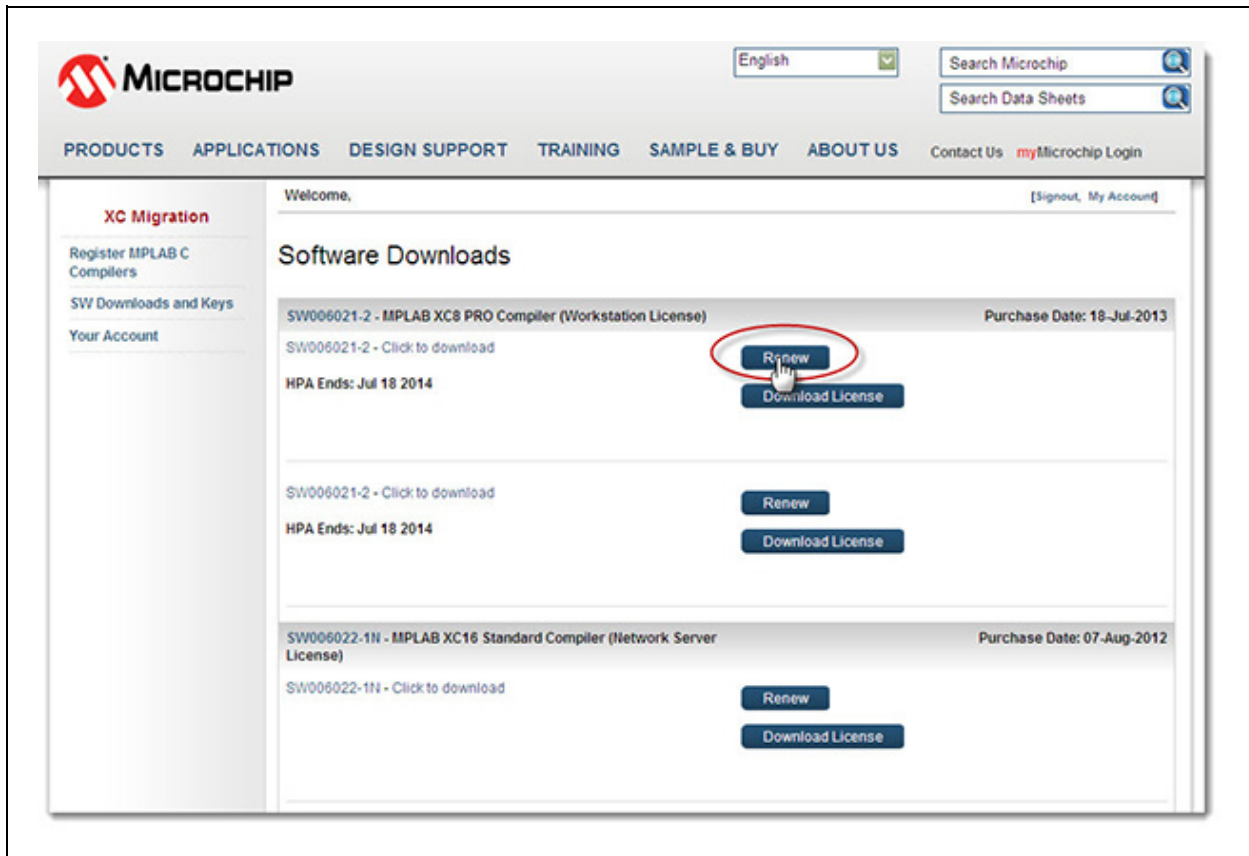 MICROCHIP
English
Search Microchip
Search Data Sheets
PRODUCTS APPLICATIONS DESIGN SUPPORT TRAINING SAMPLE & BUY ABOUT US Contact Us myMicrochip Login
XC Migration
Register MPLAB C
Compilers
SW Downloads and Keys
Your Account
Welcome,
[Signout, My Account]
Software Downloads
SW006021-2 - MPLAB XC8 PRO Compiler (Workstation License)
Purchase Date: 18-Jul-2013
SW006021-2 - Click to download
Renew
HPA Ends: Jul 18 2014
Download License
SW006021-2 - Click to download
Renew
HPA Ends: Jul 18 2014
Download License
SW006022-1N - MPLAB XC16 Standard Compiler (Network Server
License)
Purchase Date: 07-Aug-2012
SW006022-1N - Click to download
Renew
Download License